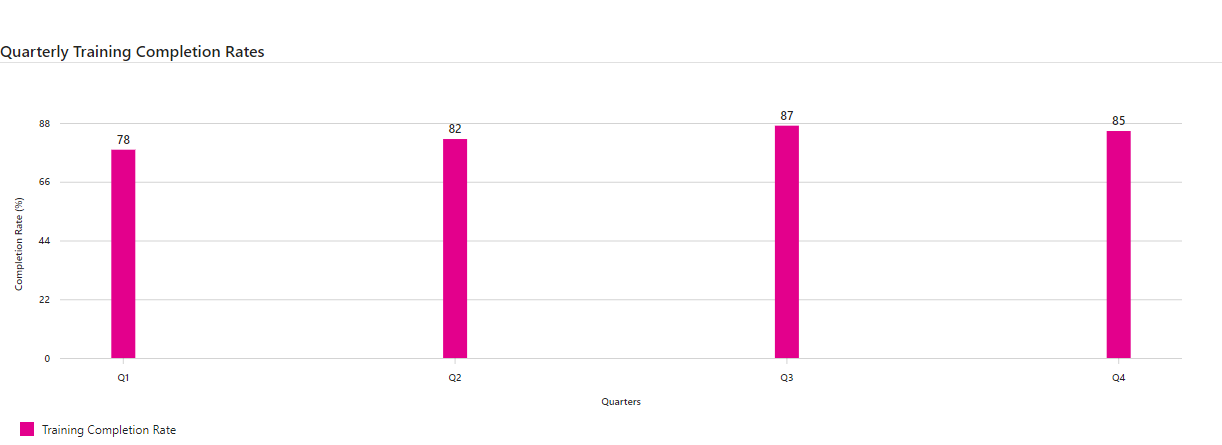 Quarterly Training Completion Rates
88
66
44
22
0
Completion Rate (%)
78
82
87
85
Q1
Q2
Q3
Q4
Quarters
Training Completion Rate